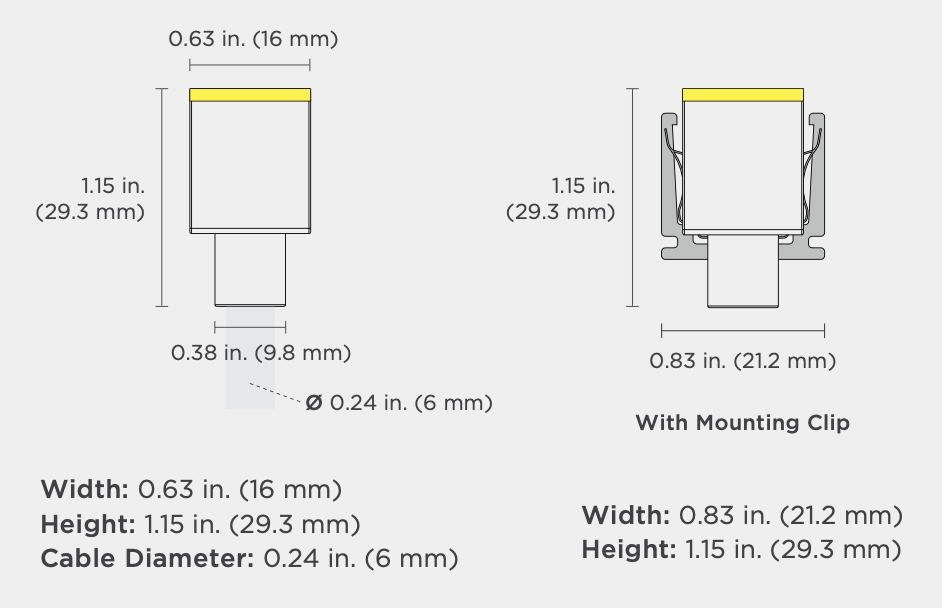 0.63 in. (16 mm)
1.15 in.
(29.3 mm)
0.38 in. (9.8 mm)
Ø 0.24 in. (6 mm)
Width: 0.63 in. (16 mm)
Height: 1.15 in. (29.3 mm)
Cable Diameter: 0.24 in. (6 mm)
1.15 in.
(29.3 mm)
0.83 in. (21.2 mm)
With Mounting Clip
Width: 0.83 in. (21.2 mm)
Height: 1.15 in. (29.3 mm)